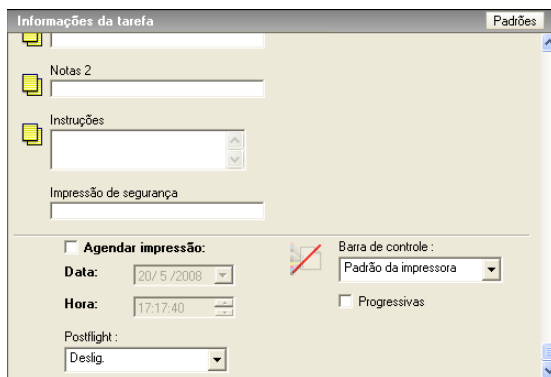 Informações da tarefa
Padrões
Notas 2
Instruções
Impressão de segurança
Agendar impressão:
Data:
20/ 5 /2008
Hora:
17:17:40
Postflight :
Deslig.
Barra de controle :
Padrão da impressora
Progressivas